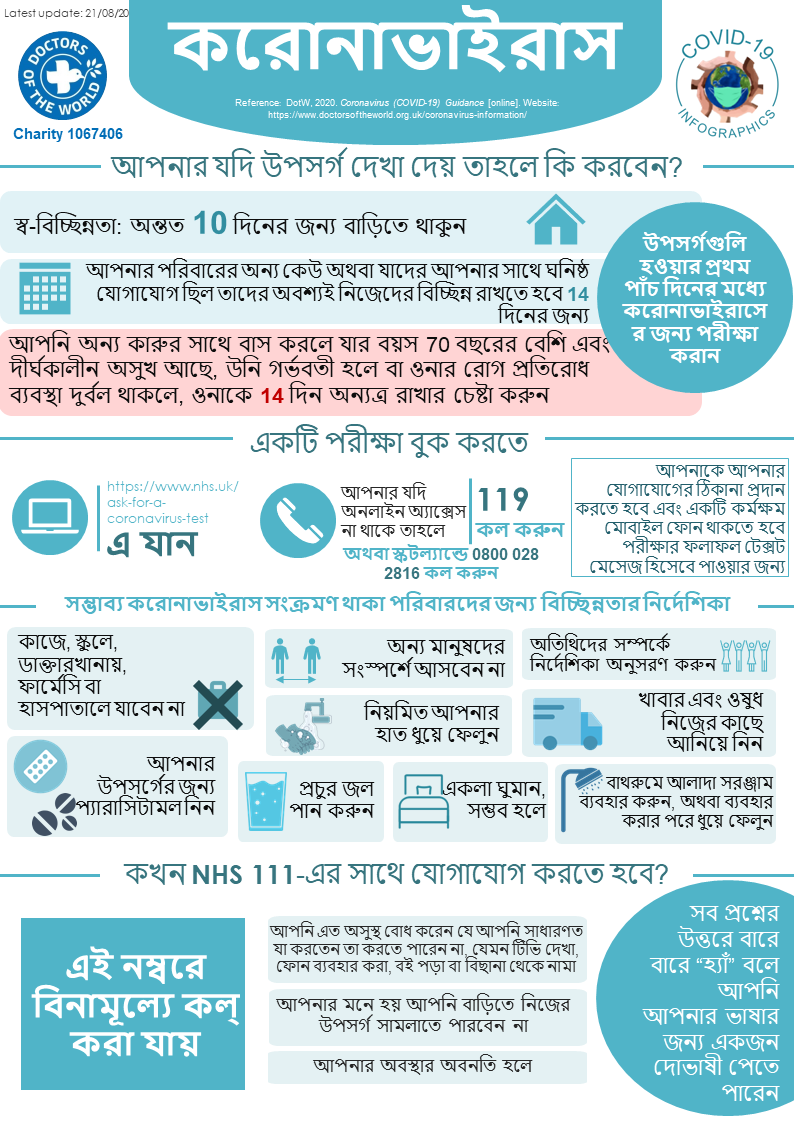 Latest update: 21/08/20
করোনাভাইরাস
DOCTORS OF THE WORLD
Charity 1067406
Reference: DotW, 2020. Coronavirus (COVID-19) Guidance [online]. Website:
https://www.doctorsoftheworld.org.uk/coronavirus-information/
COVID-19
INFOGRAPHICS
আপনার যদি উপসর্গ দেখা দেয় তাহলে কি করবেন?
স্ব-বিচ্ছিন্নতা: অন্তত 10 দিনের জন্য বাড়িতে থাকুন
আপনার পরিবারের অন্য কেউ অথবা যাদের আপনার সাথে ঘনিষ্ঠ
যোগাযোগ ছিল তাদের অবশ্যই নিজেদের বিচ্ছিন্ন রাখতে হবে 14
দিনের জন্য
আপনি অন্য কারুর সাথে বাস করলে যার বয়স 70 বছরের বেশি এবং
দীর্ঘকালীন অসুখ আছে, উনি গর্ভবতী হলে বা ওনার রোগ প্রতিরোধ
ব্যবস্থা দুর্বল থাকলে, ওনাকে 14 দিন অন্যত্র রাখার চেষ্টা করুন
উপসর্গগুলি
হওয়ার প্রথম
পাঁচ দিনের মধ্যে
করোনাভাইরাসে
র জন্য পরীক্ষা
করান
একটি পরীক্ষা বুক করতে
https://www.nhs.uk/
ask-for-a-
coronavirus-test
এ যান
আপনার যদি
অনলাইন অ্যাক্সেস
না থাকে তাহলে
119
কল করুন
অথবা স্কটল্যান্ডে 0800 028
2816 কল করুন
আপনাকে আপনার
যোগাযোগের ঠিকানা প্রদান
করতে হবে এবং একটি কর্মক্ষম
মোবাইল ফোন থাকতে হবে
পরীক্ষার ফলাফল টেক্সট
মেসেজ হিসেবে পাওয়ার জন্য
সম্ভাব্য করোনাভাইরাস সংক্রমণ থাকা পরিবারদের জন্য বিচ্ছিন্নতার নির্দেশিকা
কাজে, স্কুলে,
ডাক্তারখানায়,
ফার্মেসি বা
হাসপাতালে যাবেন না
অন্য মানুষদের
সংস্পর্শে আসবেন না
অতিথিদের সম্পর্কে
নির্দেশিকা অনুসরণ করুন
নিয়মিত আপনার
হাত ধুয়ে ফেলুন
খাবার এবং ওষুধ
নিজের কাছে
আনিয়ে নিন
আপনার
উপসর্গের জন্য
প্যারাসিটামল নিন
প্রচুর জল
পান করুন
একলা ঘুমান,
সম্ভব হলে
বাথরুমে আলাদা সরঞ্জাম
ব্যবহার করুন, অথবা ব্যবহার
করার পরে ধুয়ে ফেলুন
কখন NHS 111-এর সাথে যোগাযোগ করতে হবে?
এই নম্বরে
বিনামূল্যে কল্
করা যায়
আপনি এত অসুস্থ বোধ করেন যে আপনি সাধারণত
যা করতেন তা করতে পারেন না, যেমন টিভি দেখা,
ফোন ব্যবহার করা, বই পড়া বা বিছানা থেকে নামা
আপনার মনে হয় আপনি বাড়িতে নিজের
উপসর্গ সামলাতে পারবেন না
আপনার অবস্থার অবনতি হলে
সব প্রশ্নের
উত্তরে বারে
বারে “হ্যাঁ” বলে
আপনি
আপনার ভাষার
জন্য একজন
দোভাষী পেতে
পারেন